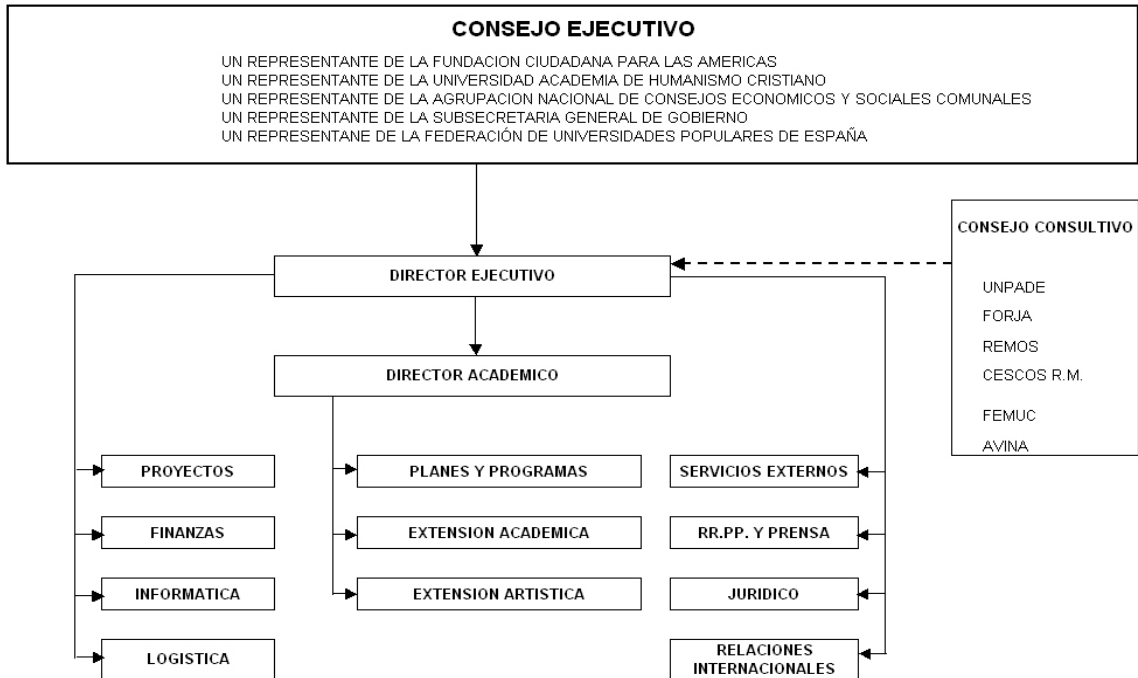 CONSEJO EJECUTIVO
UN REPRESENTANTE DE LA FUNDACION CIUDADANA PARA LAS AMERICAS
UN REPRESENTANTE DE LA UNIVERSIDAD ACADEMIA DE HUMANISMO CRISTIANO
UN REPRESENTANTE DE LA AGRUPACION NACIONAL DE CONSEJOS ECONOMICOS Y SOCIALES COMUNALES
UN REPRESENTANTE DE LA SUBSECRETARIA GENERAL DE GOBIERNO
UN REPRESENTANE DE LA FEDERACIÓN DE UNIVERSIDADES POPULARES DE ESPAÑA
CONSEJO CONSULTIVO
UNPADE
FORJA
REMOS
CESCOS R.M.
FEMUC
AVINA
DIRECTOR EJECUTIVO
DIRECTOR ACADEMICO
PROYECTOS
FINANZAS
INFORMATICA
LOGISTICA
PLANES Y PROGRAMAS
EXTENSION ACADEMICA
EXTENSION ARTISTICA
SERVICIOS EXTERNOS
RR.PP. Y PRENSA
JURIDICO
RELACIONES
INTERNACIONALES